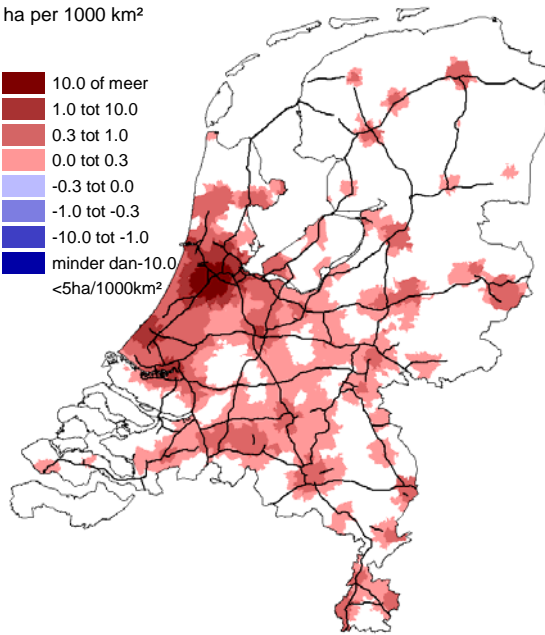 ha per 1000 km²
10.0 of meer
1.0 tot 10.0
0.3 tot 1.0
0.0 tot 0.3
-0.3 tot 0.0
-1.0 tot -0.3
-10.0 tot -1.0
minder dan-10.0
<5ha/1000km²